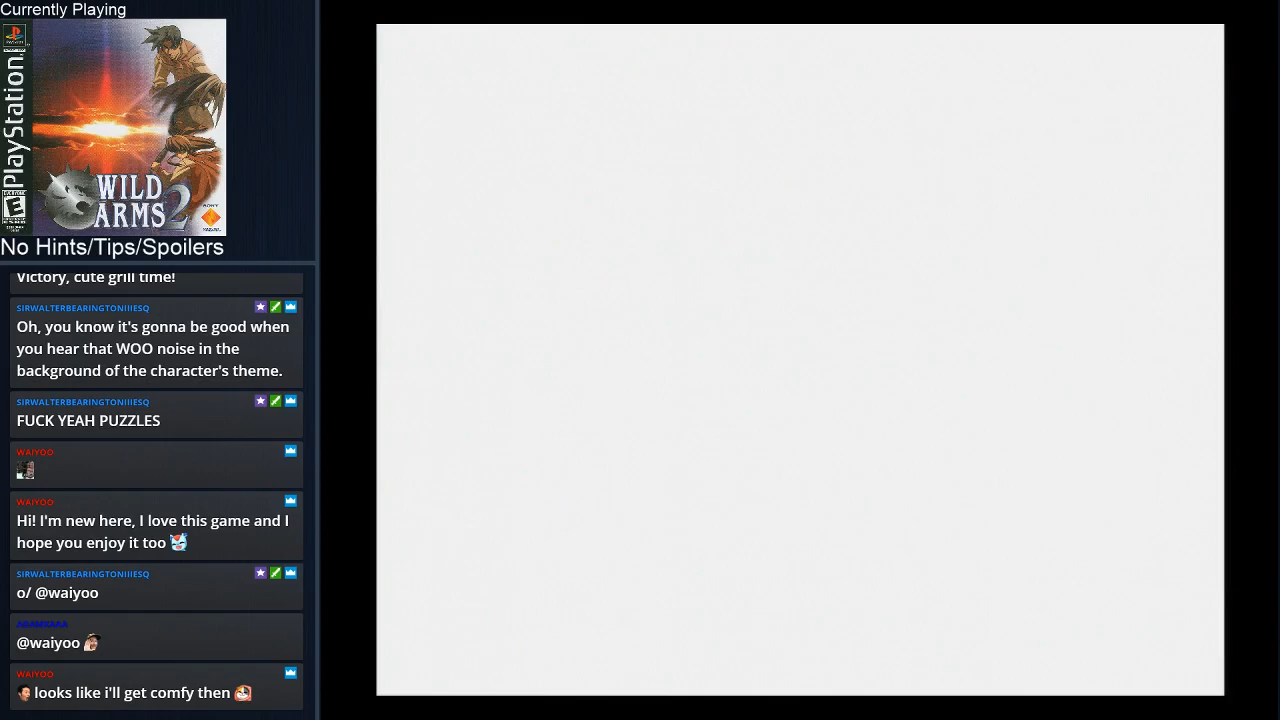 Currently Playing
PlayStation
WILD
ARMS
2
No Hints/Tips/Spoilers
Victory, cute grill time!
SIRWALTERBEARINGTONIIIESQ
Oh, you know it's gonna be good when
you hear that WOO noise in the
background of the character's theme.
SIRWALTERBEARINGTONIIIESQ
FUCK YEAH PUZZLES
WAIYOO
WAIYOO
Hi! I'm new here, I love this game and I
hope you enjoy it too
SIRWALTERBEARINGTONIIIESQ
o/ @waiyoo
@waiyoo
WAIYOO
looks like i'll get comfy then